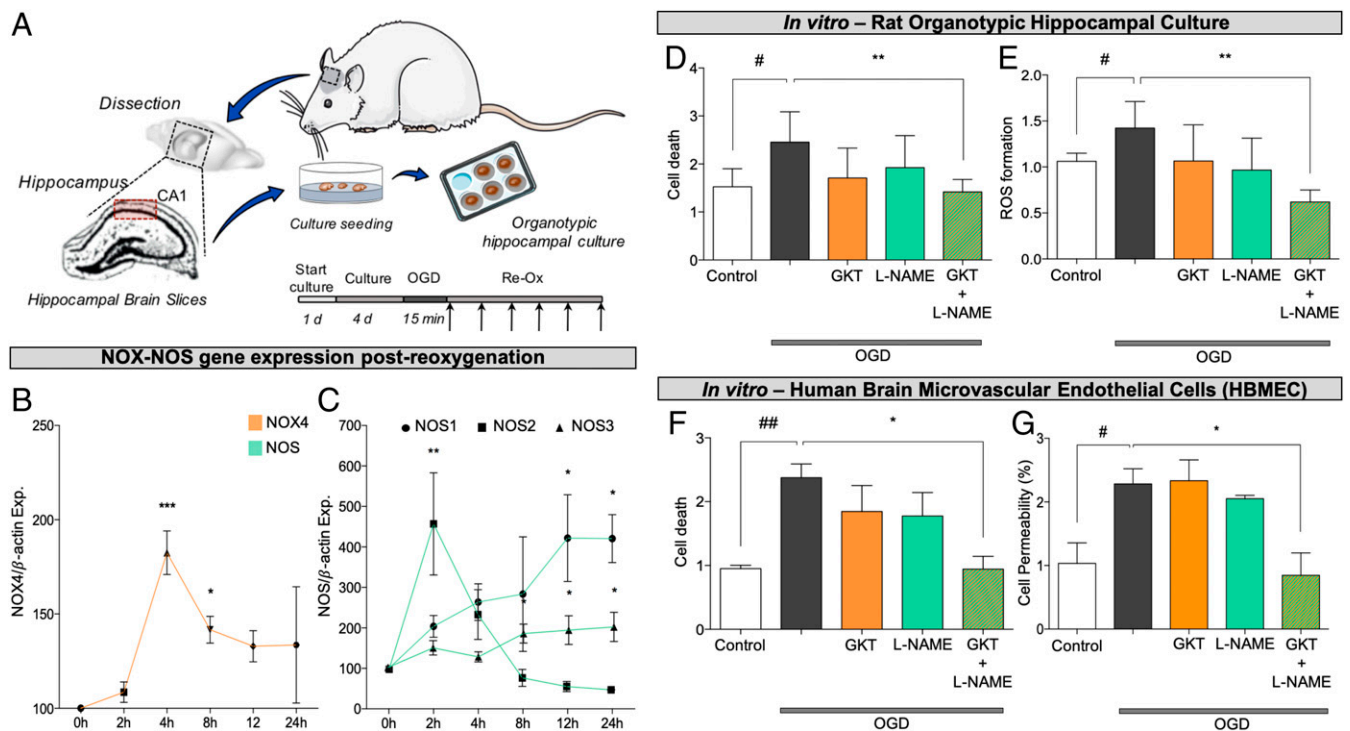 A
Dissection
Hippocampus
CA1
Hippocampal Brain Slices
Culture seeding
Organotypic
hippocampal culture
Start
culture
Culture
OGD
Re-Ox
1 d
4 d
15 min
NOX-NOS gene expression post-reoxygenation
B
NOX4
NOS
NOX4/β-actin Exp.
250
200
150
100
***
*
0h
2h
4h
8h
12
24h
C
NOS1
NOS2
NOS3
NOS/β-actin Exp.
700
600
500
400
300
200
100
0
**
*
*
*
*
*
0h
2h
4h
8h
12h
24h
In vitro – Rat Organotypic Hippocampal Culture
D
#
**
Cell death
4
3
2
1
0
Control
-
GKT
L-NAME
GKT
+
L-NAME
OGD
E
#
**
ROS formation
2.0
1.5
1.0
0.5
0.0
Control
-
GKT
L-NAME
GKT
+
L-NAME
OGD
In vitro – Human Brain Microvascular Endothelial Cells (HBMEC)
F
##
*
Cell death
3
2
1
0
Control
-
GKT
L-NAME
GKT
+
L-NAME
OGD
G
#
*
Cell Permeability (%)
3
2
1
0
Control
-
GKT
L-NAME
GKT
+
L-NAME
OGD